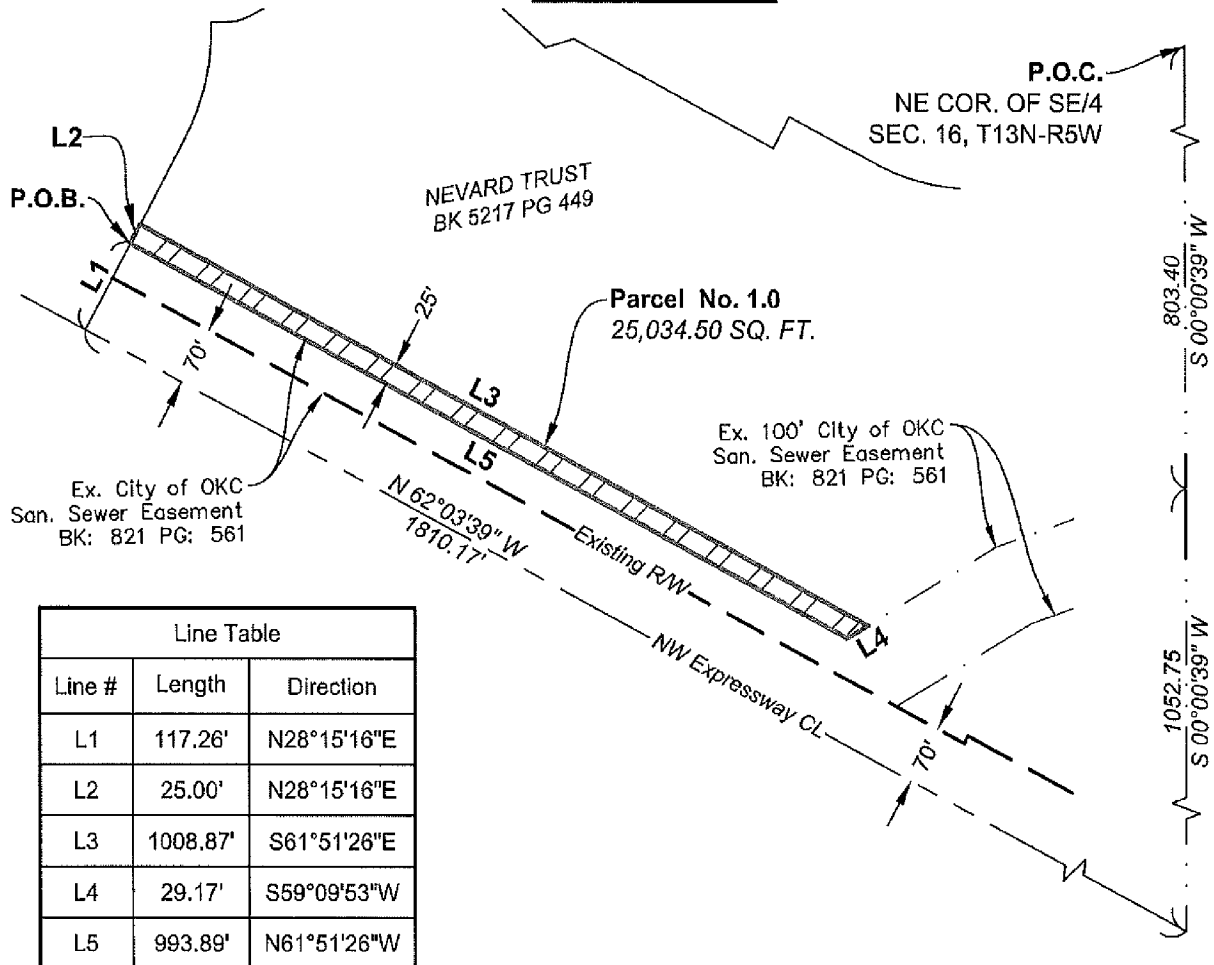 P.O.C.
NE COR. OF SE/4
SEC. 16, T13N-R5W
L2
P.O.B.
L1
NEVARD TRUST
BK 5217 PG 449
803.40
S 00°00'39" W
Parcel No. 1.0
25,034.50 SQ. FT.
25'
70'
L3
L5
Ex. City of OKC
San. Sewer Easement
BK: 821 PG: 561
Ex. 100' City of OKC
San. Sewer Easement
BK: 821 PG: 561
N 62°03'39" W
1810.17'
Existing R/W
L4
NW Expressway CL
70'
1052.75
S 00°00'39" W
Line Table
Line # Length Direction
L1 117.26' N28°15'16"E
L2 25.00' N28°15'16"E
L3 1008.87' S61°51'26"E
L4 29.17' S59°09'53"W
L5 993.89' N61°51'26"W